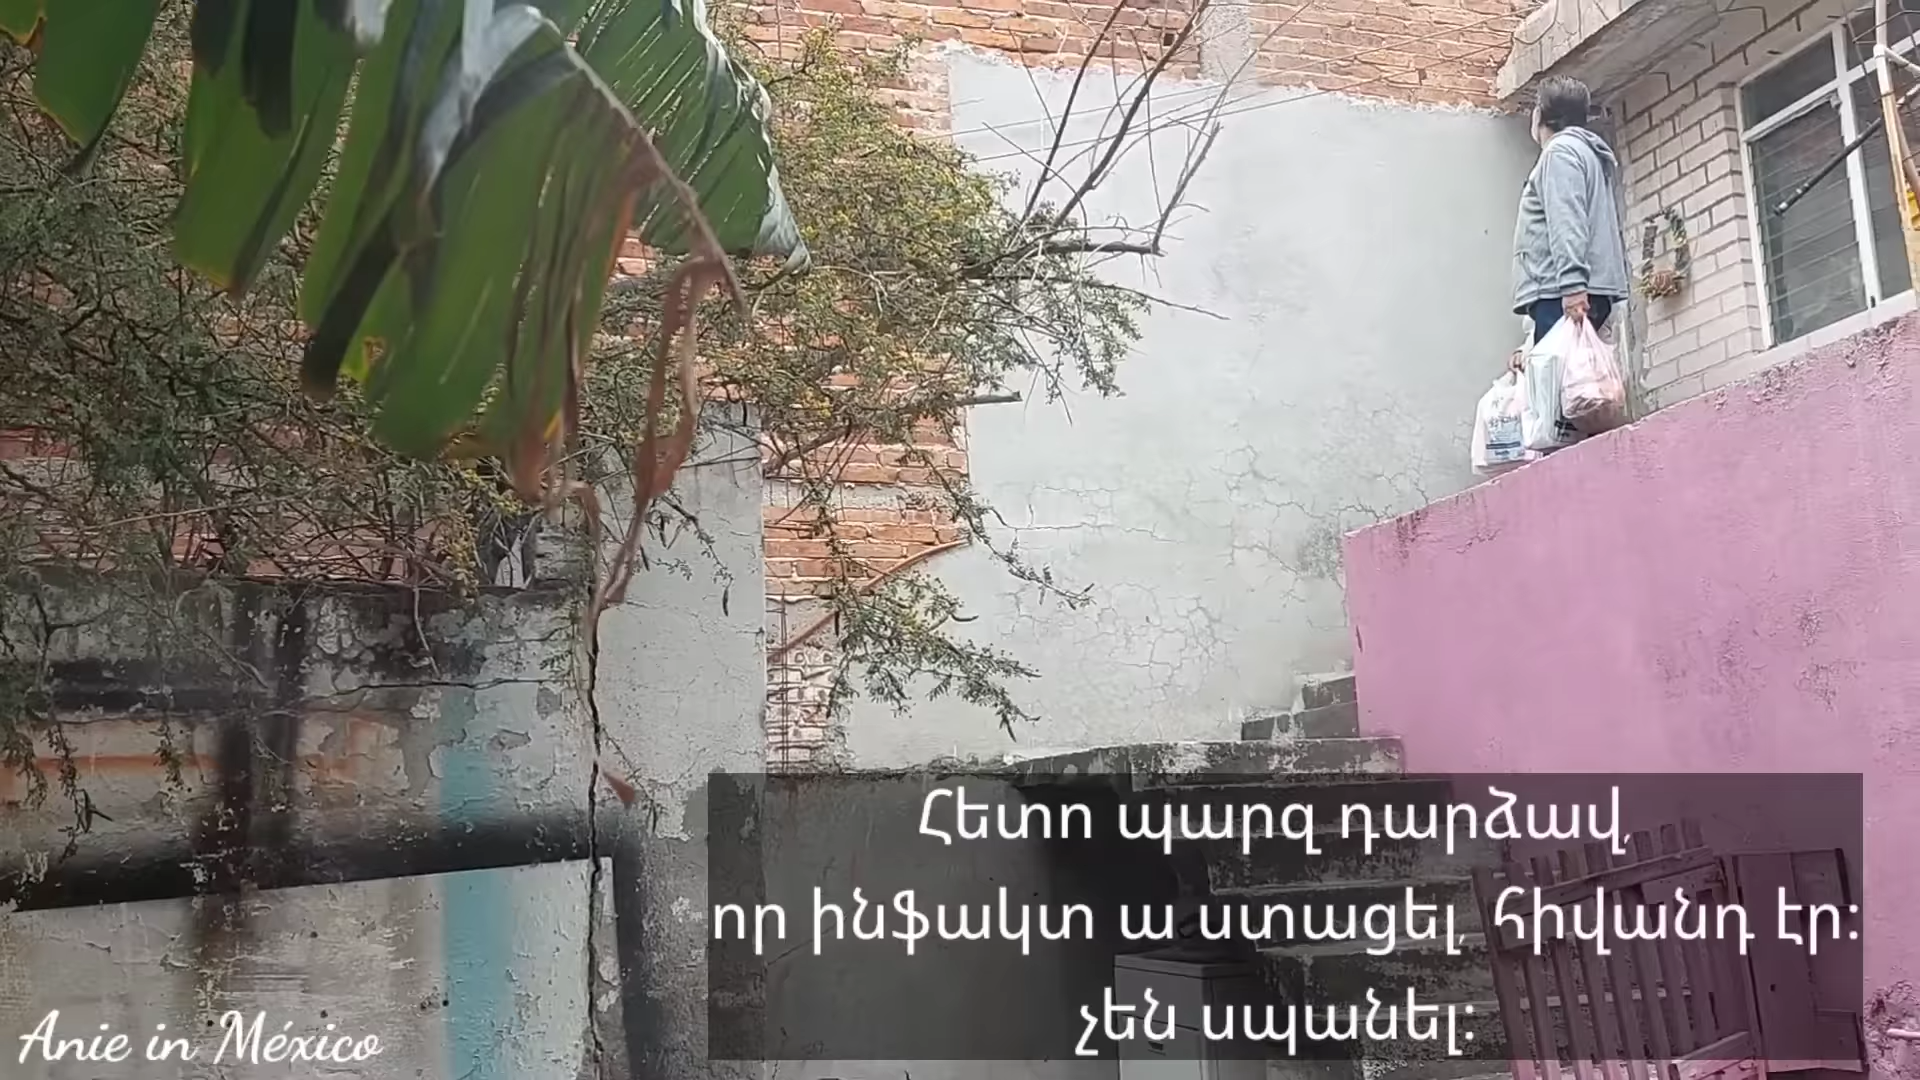 Հետո պարզ դարձավ,
որ ինֆակտ ա ստացել, հիվանդ էր:
չեն սպանել:
Anie in México